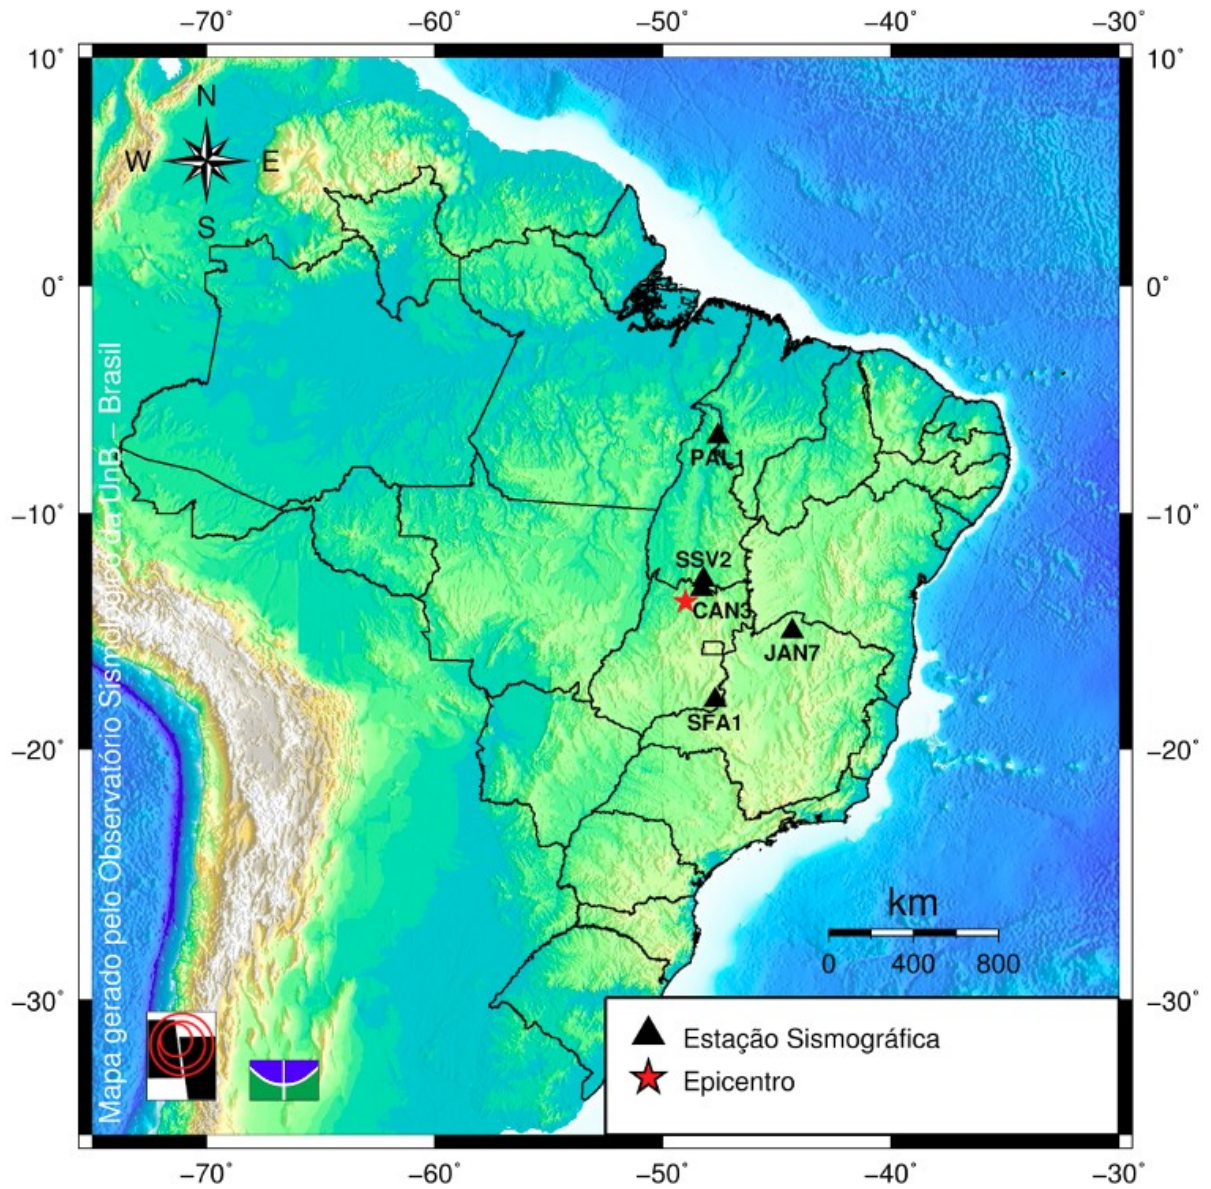 −70˚ −60˚ −50˚ −40˚ −30˚
10˚ 10˚
N
W E
S
0˚ 0˚
Mapa gerado pelo Observatório Sismológico da UnB – Brasil
PAL1
−10˚ −10˚
SSV2
CAN3
JAN7
SFA1
−20˚ −20˚
km
0 400 800
−30˚ −30˚
Estação Sismográfica
Epicentro
−70˚ −60˚ −50˚ −40˚ −30˚